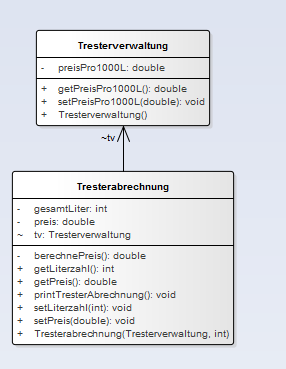 Tresterverwaltung
- preisPro1000L: double
+ getPreisPro1000L(): double
+ setPreisPro1000L(double): void
+ Tresterverwaltung()
~tv
Tresterabrechnung
- gesamtLiter: int
- preis: double
~ tv: Tresterverwaltung
- berechnePreis(): double
+ getLiterzahl(): int
+ getPreis(): double
+ printTresterAbrechnung(): void
+ setLiterzahl(int): void
+ setPreis(double): void
+ Tresterabrechnung(Tresterverwaltung, int)